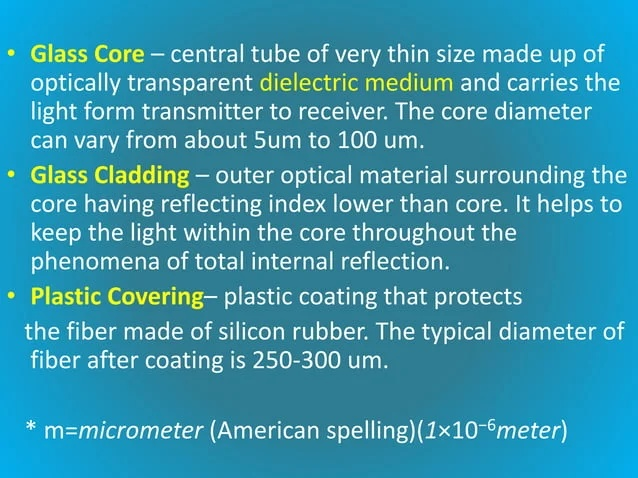 • Glass Core – central tube of very thin size made up of
optically transparent dielectric medium and carries the
light form transmitter to receiver. The core diameter
can vary from about 5um to 100 um.
• Glass Cladding – outer optical material surrounding the
core having reflecting index lower than core. It helps to
keep the light within the core throughout the
phenomena of total internal reflection.
• Plastic Covering– plastic coating that protects
the fiber made of silicon rubber. The typical diameter of
fiber after coating is 250-300 um.
* m=micrometer (American spelling)(1×10⁻⁶meter)